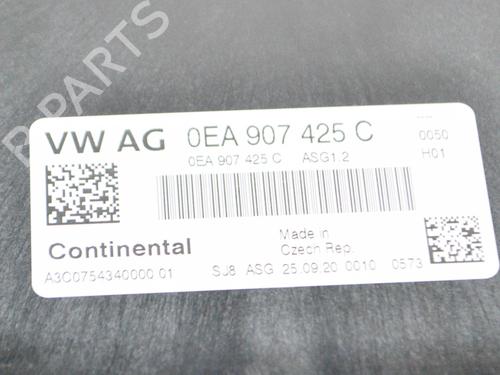 B-PARTS
VW AG 0EA 907 425 C
0050
0EA 907 425 C ASG1.2 H01
Continental
Made in
Czech Rep.
A3C0754340000 01 SJ8 ASG 25.09.20 0010 0573